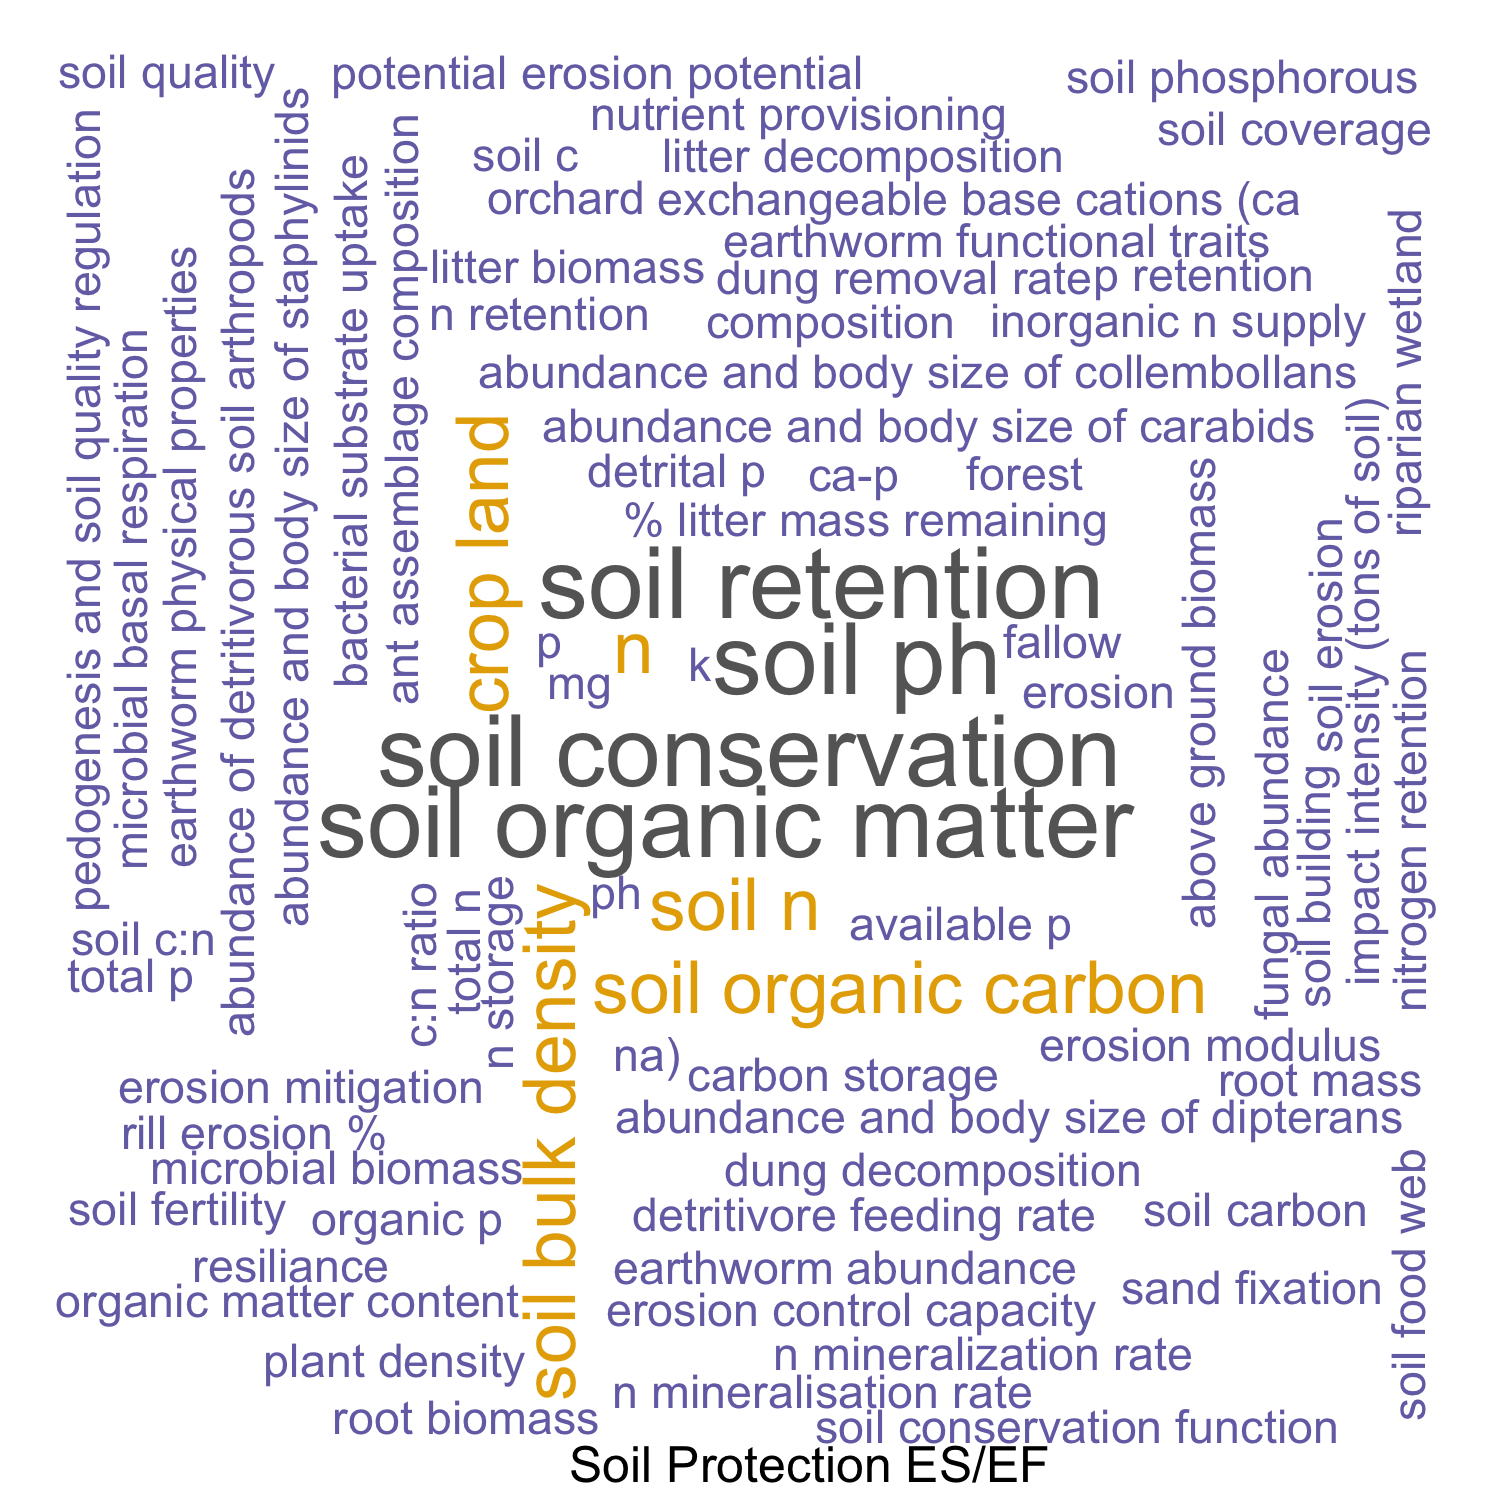 soil quality
potential erosion potential
soil phosphorous
nutrient provisioning
soil coverage
soil c
litter decomposition
orchard
exchangeable base cations (ca
earthworm functional traits
litter biomass
dung removal rate
p retention
n retention
composition
inorganic n supply
abundance and body size of collembollans
abundance and body size of carabids
detrital p
ca-p
forest
% litter mass remaining
pedogenesis and soil quality regulation
microbial basal respiration
earthworm physical properties
abundance of detritivorous soil arthropods
abundance and body size of staphylinids
bacterial substrate uptake
ant assemblage composition
crop land
soil retention
p
n
k
soil ph
fallow
mg
erosion
soil conservation
soil organic matter
above ground biomass
fungal abundance
soil building soil erosion
impact intensity (tons of soil)
riparian wetland
nitrogen retention
soil c:n
total p
c:n ratio
total n
n storage
soil bulk density
ph
soil n
available p
soil organic carbon
na)
carbon storage
erosion modulus
root mass
erosion mitigation
rill erosion %
abundance and body size of dipterans
microbial biomass
dung decomposition
soil fertility
organic p
detritivore feeding rate
soil carbon
soil food web
resiliance
earthworm abundance
sand fixation
organic matter content
erosion control capacity
plant density
n mineralization rate
n mineralisation rate
root biomass
soil conservation function
Soil Protection ES/EF